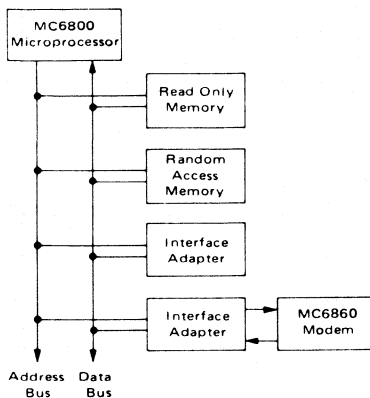 MC6800
Microprocessor
Read Only
Memory
Random
Access
Memory
Interface
Adapter
Interface
Adapter
MC6860
Modem
Address
Bus
Data
Bus